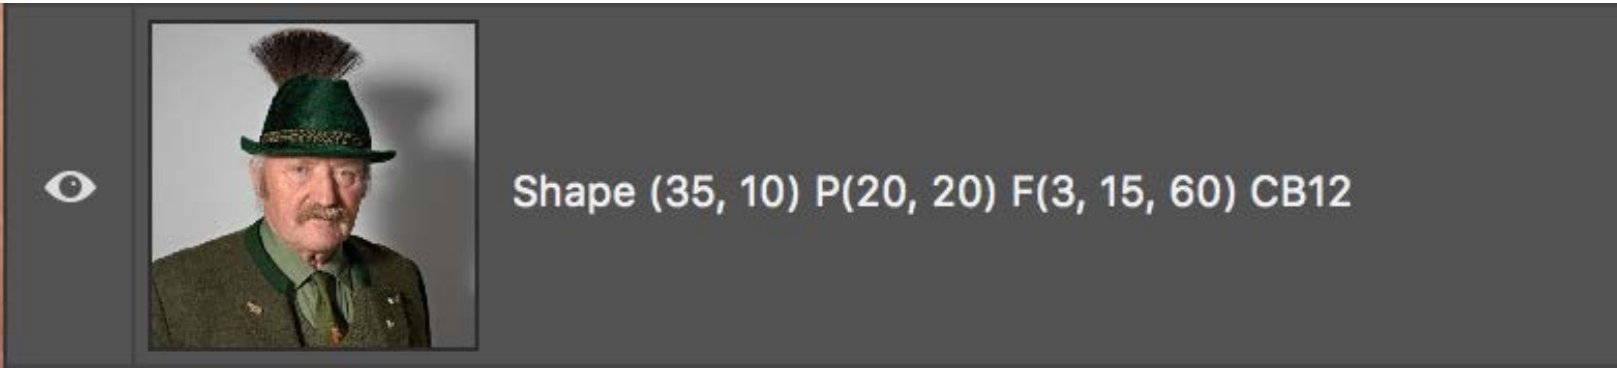 Shape (35, 10) P(20, 20) F(3, 15, 60) CB12